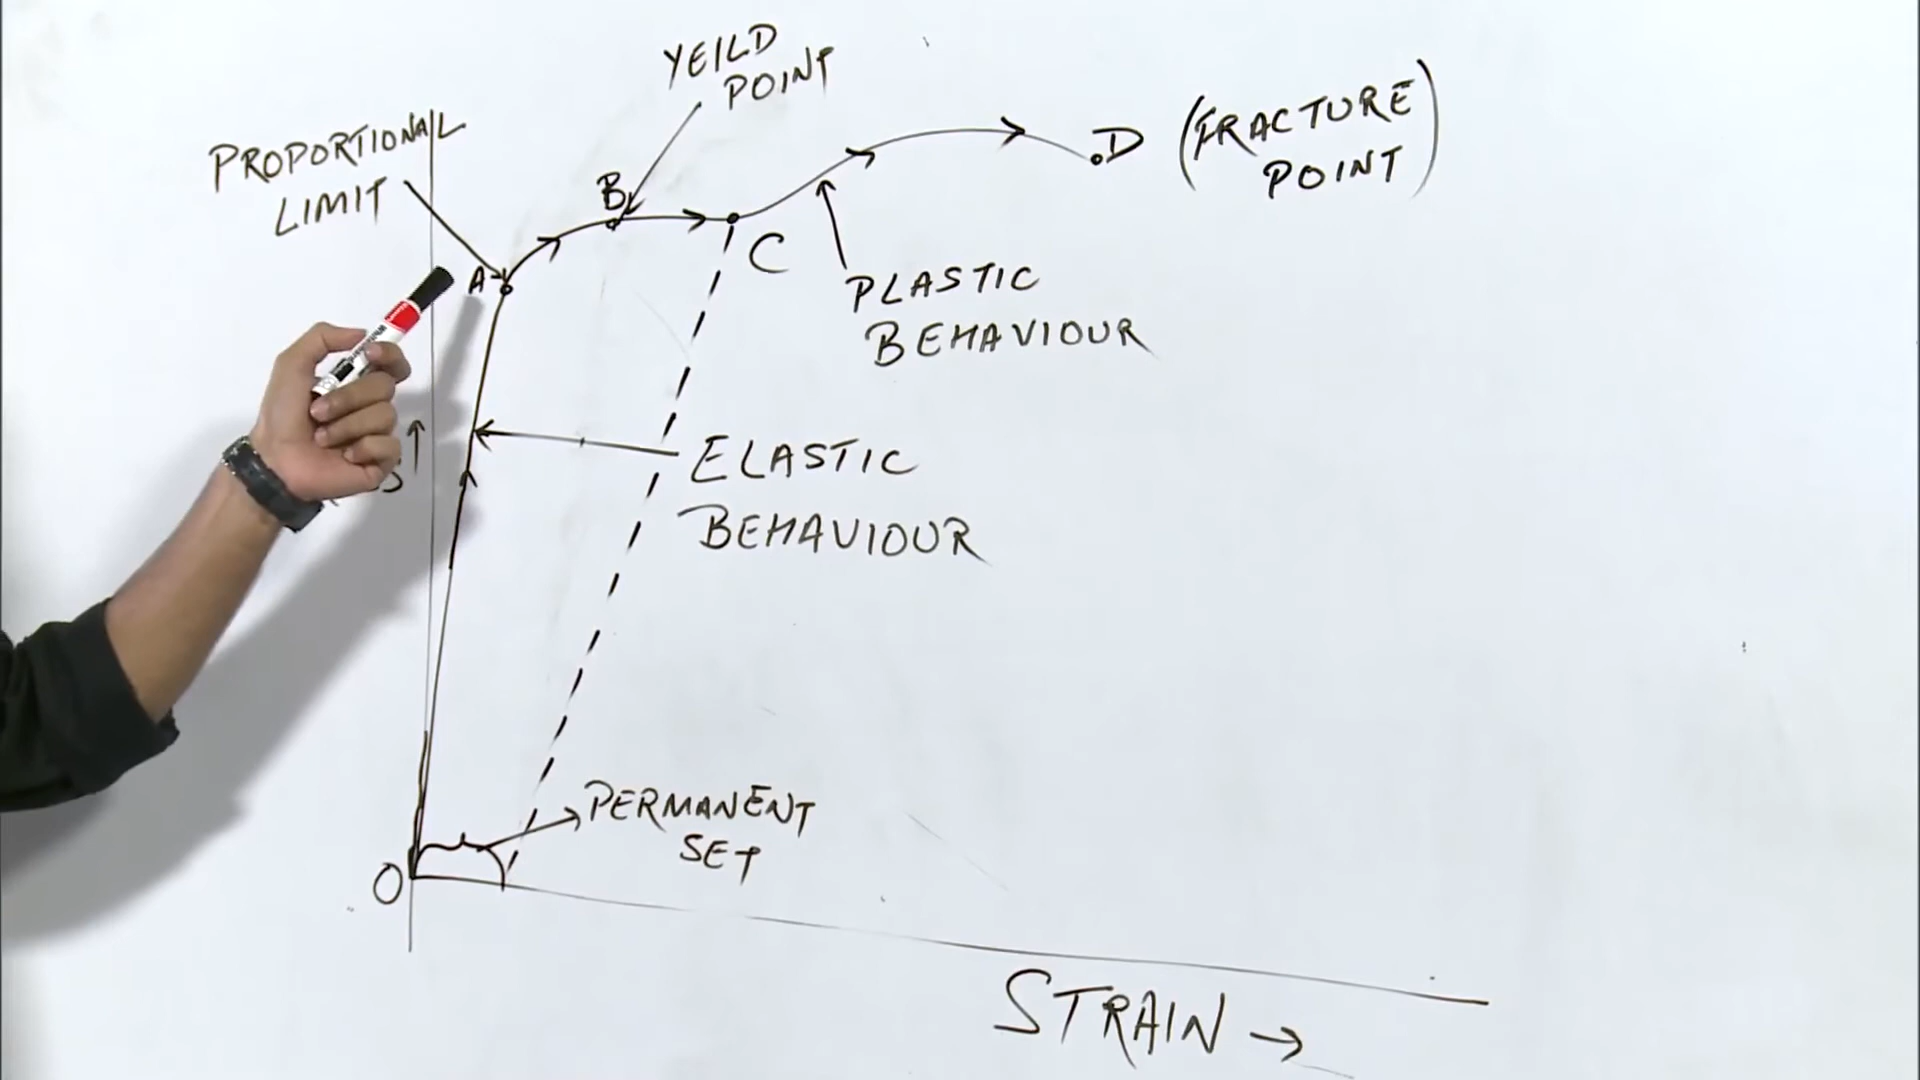 YEILD
POINT
PROPORTIONAL
LIMIT
(FRACTURE
POINT)
A
B
C
D
PLASTIC
BEHAVIOUR
ELASTIC
BEHAVIOUR
PERMANENT
SET
O
STRAIN →